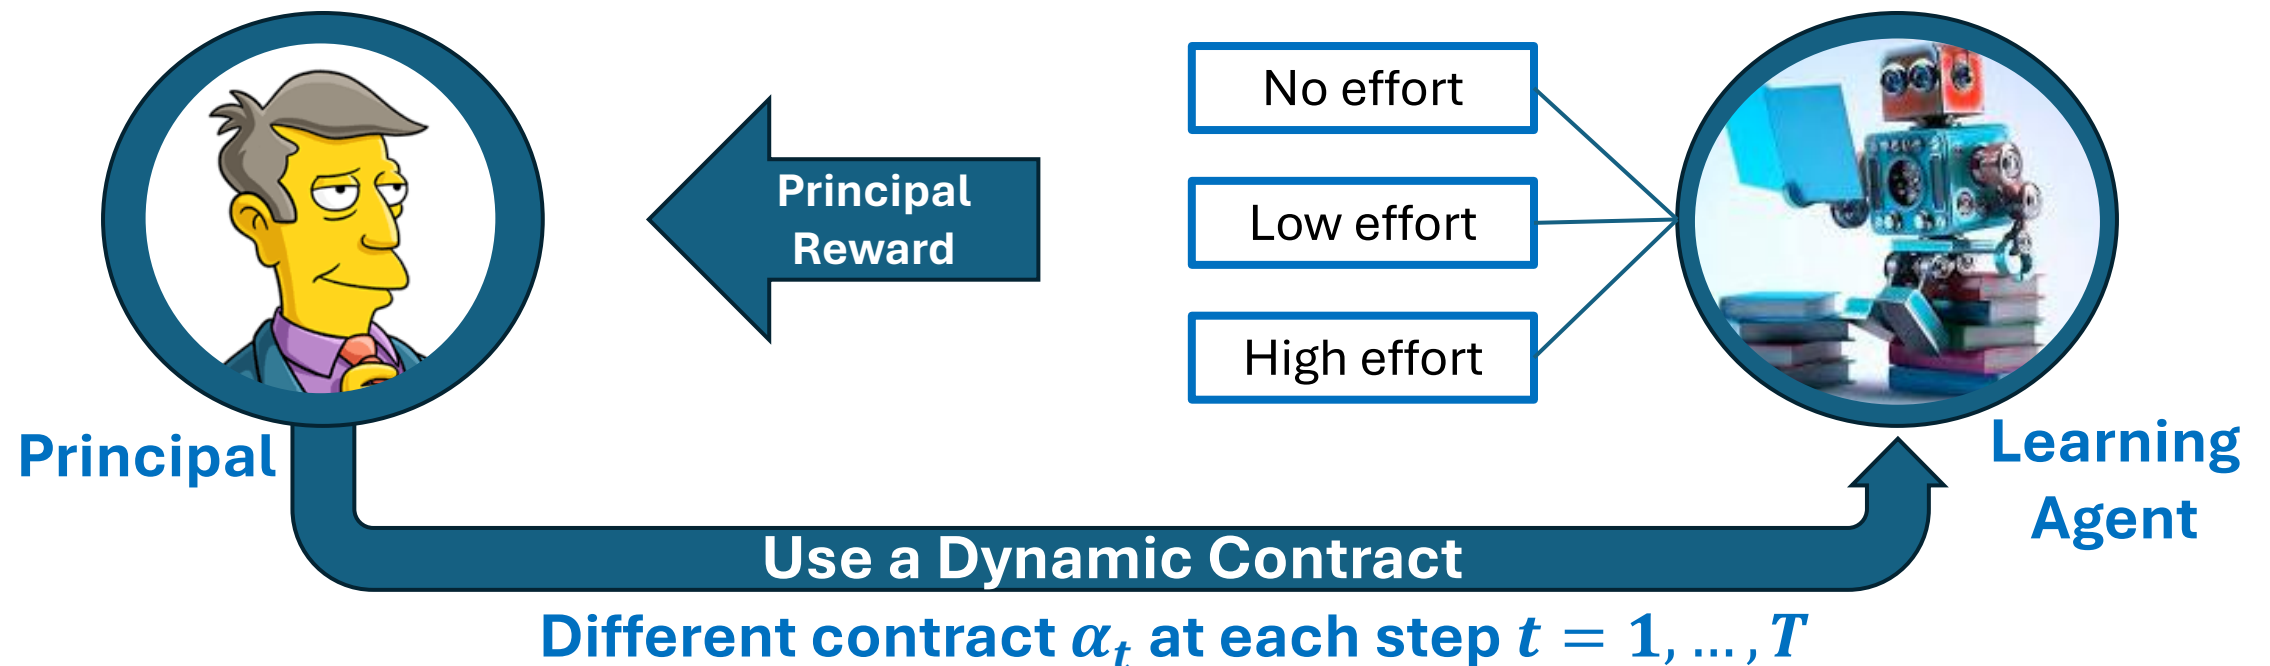 No effort
Principal
Reward
Low effort
High effort
Principal
Learning
Agent
Use a Dynamic Contract
Different contract α_t at each step t = 1, … , T